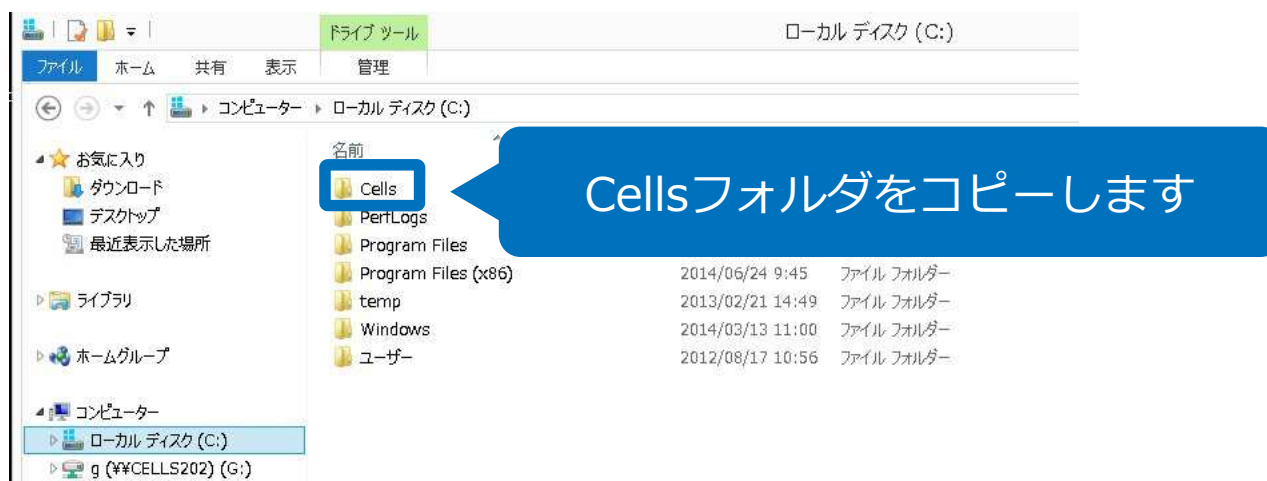 ドライブ ツール
ローカル ディスク (C:)
ファイル ホーム 共有 表示 管理
コンピューター ローカル ディスク (C:)
お気に入り
ダウンロード
デスクトップ
最近表示した場所
ライブラリ
ホームグループ
コンピューター
ローカル ディスク (C:)
g (¥¥CELLS202) (G:)
名前
Cells
PerfLogs
Program Files
Program Files (x86) 2014/06/24 9:45 ファイル フォルダー
temp 2013/02/21 14:49 ファイル フォルダー
Windows 2014/03/13 11:00 ファイル フォルダー
ユーザー 2012/08/17 10:56 ファイル フォルダー
Cellsフォルダをコピーします